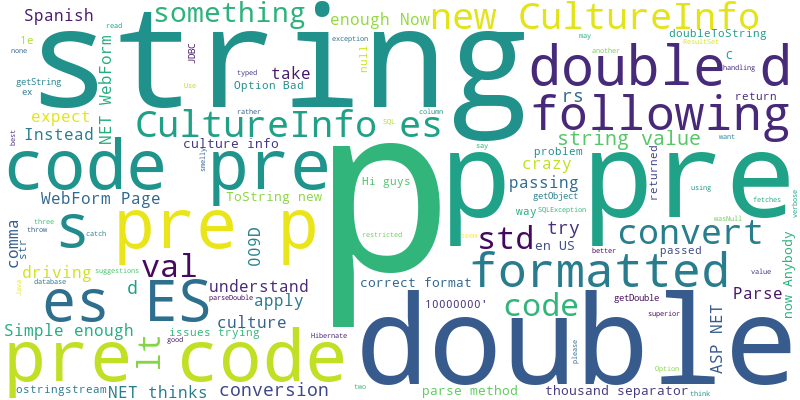 Spanish something enough Now new CultureInfo
le read JDBC null doubleToString
none string typed Option Bad exception may another ResultSet
getString ex NET WebForm take double d C handling
expect Use rather column rs return
Instead CultureInfo es following
best SQL string value want
code pre smelly culture info p p pre say problem returned
Hi guys crazy using fetches
WebForm Page ToString new passing getObject verbose
s pre p way SQLException wasNull
three throw catch restricted std try convert
comma str 009D en US passed now Anybody
driving suggestions val better
es d ES understand formatted value
database Java parseDouble apply correct format getDouble Parse
culture 10000000' code superior
Simple enough issues trying Hibernate
pre code lt good double please ASP NET
ostringstream Option
NET thinks conversion two parse method thousand separator think